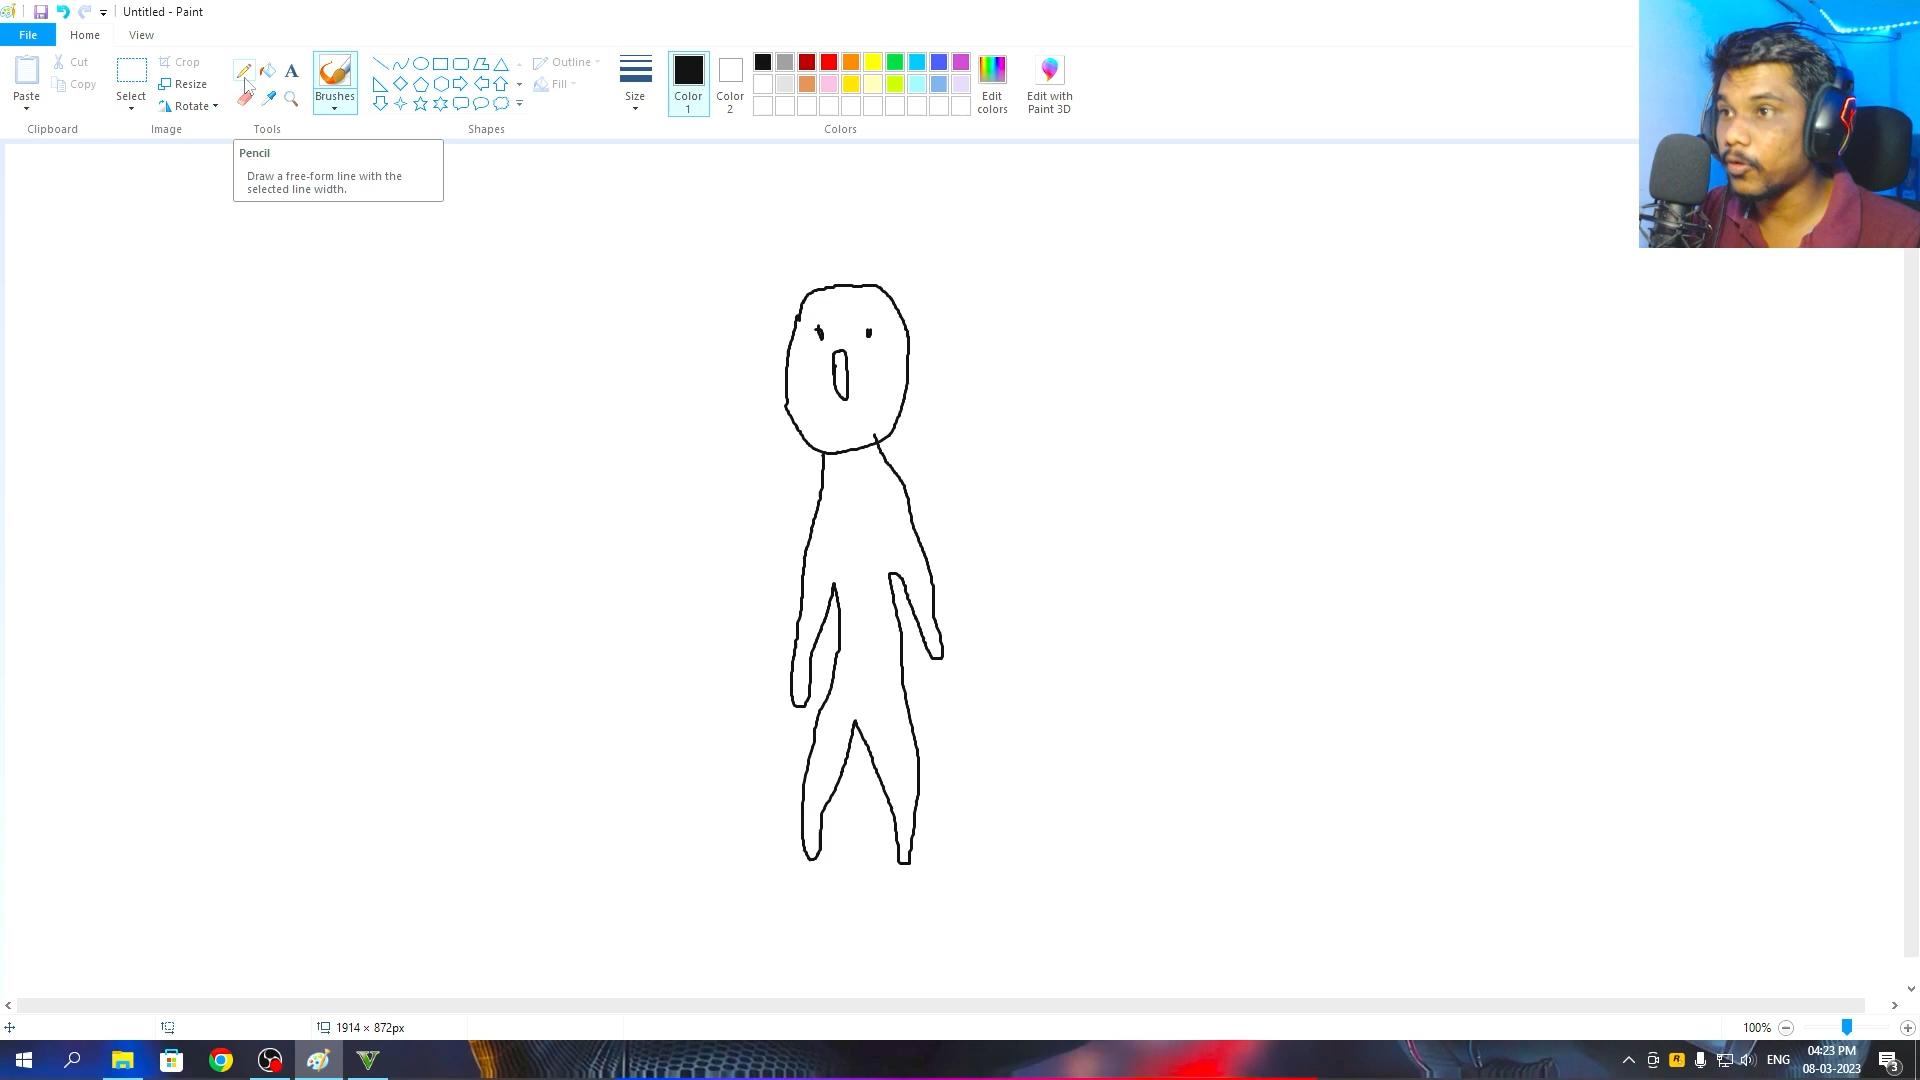 Untitled - Paint
File
Home
View
Paste
Cut
Copy
Clipboard
Select
Crop
Resize
Rotate
Image
A
Tools
Brushes
Outline
Fill
Shapes
Size
Color
1
Color
2
Edit
colors
Edit with
Paint 3D
Colors
Pencil
Draw a free-form line with the
selected line width.
1914 × 872px
100%
ENG
04:23 PM
08-03-2023
3